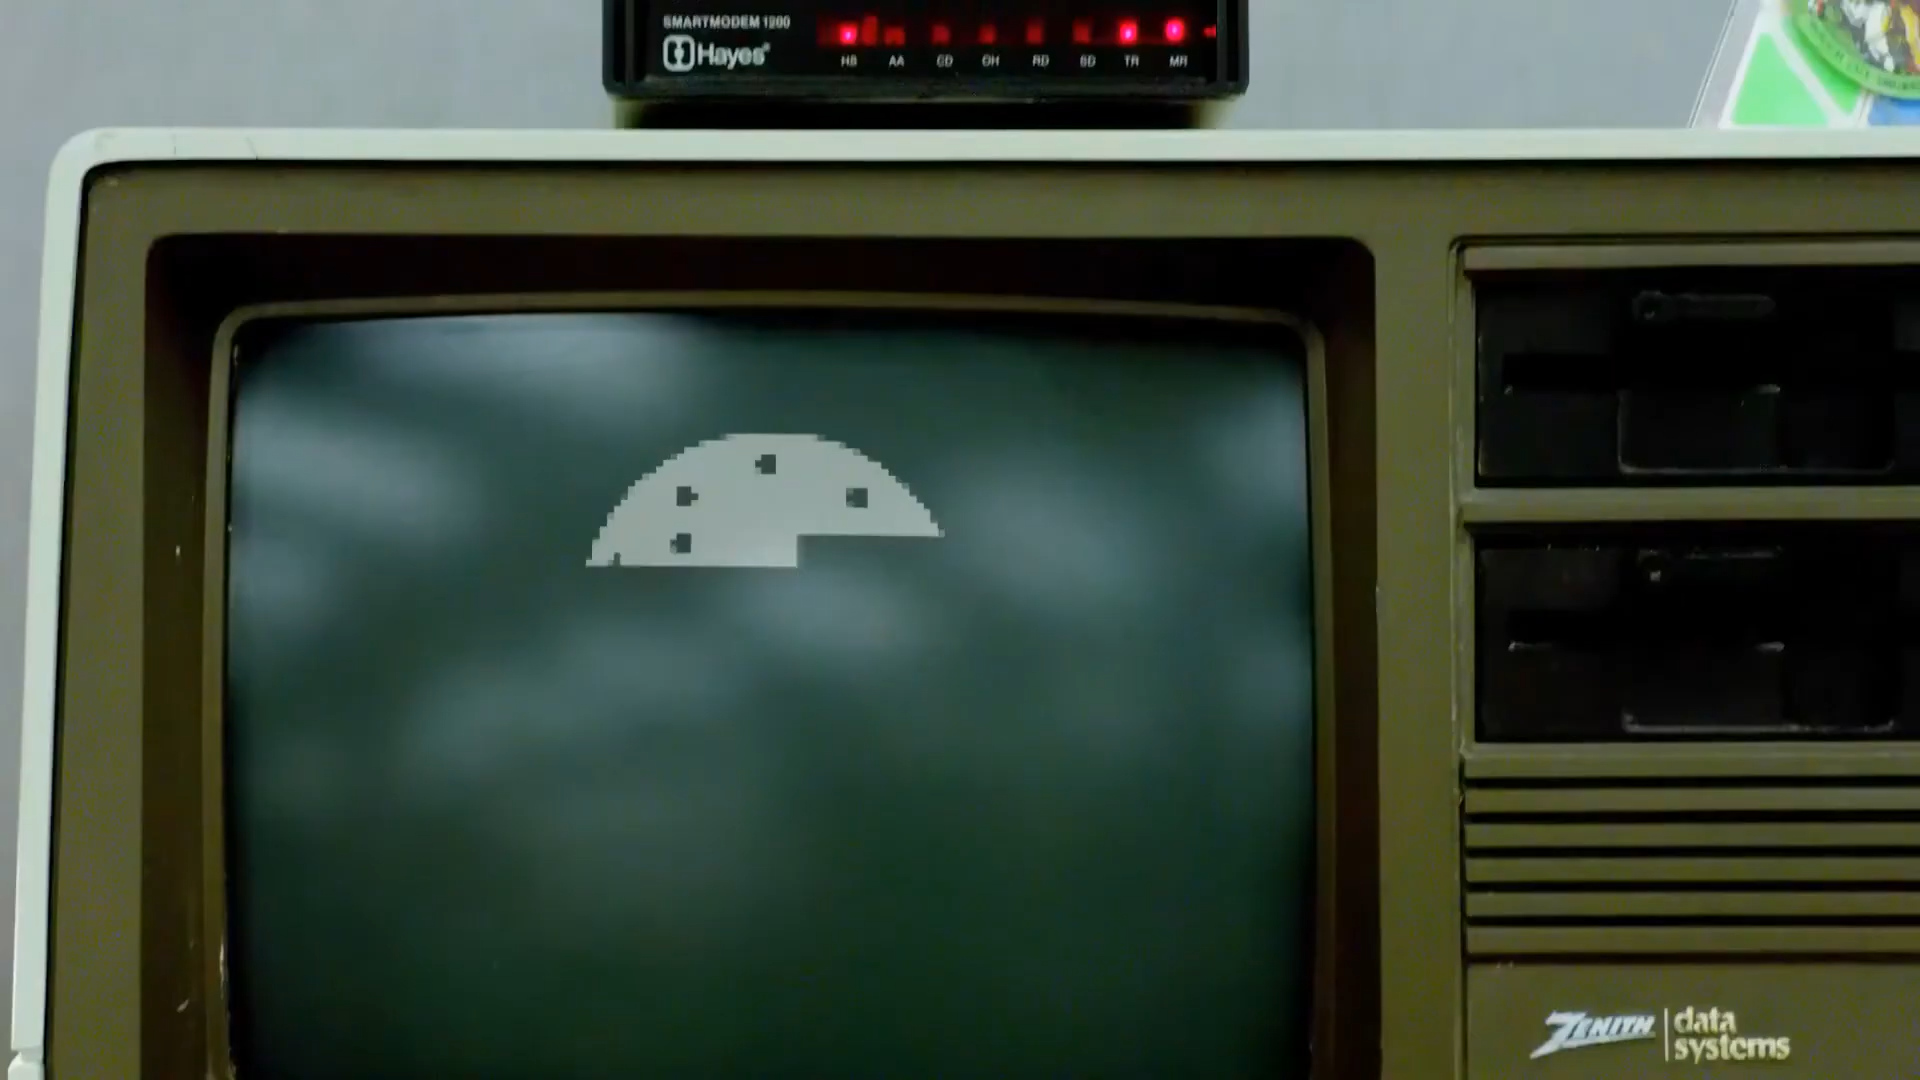 SMARTMODEM 1200
Hayes®
HS AA CD OH RD SD TR MR
ZENITH data systems